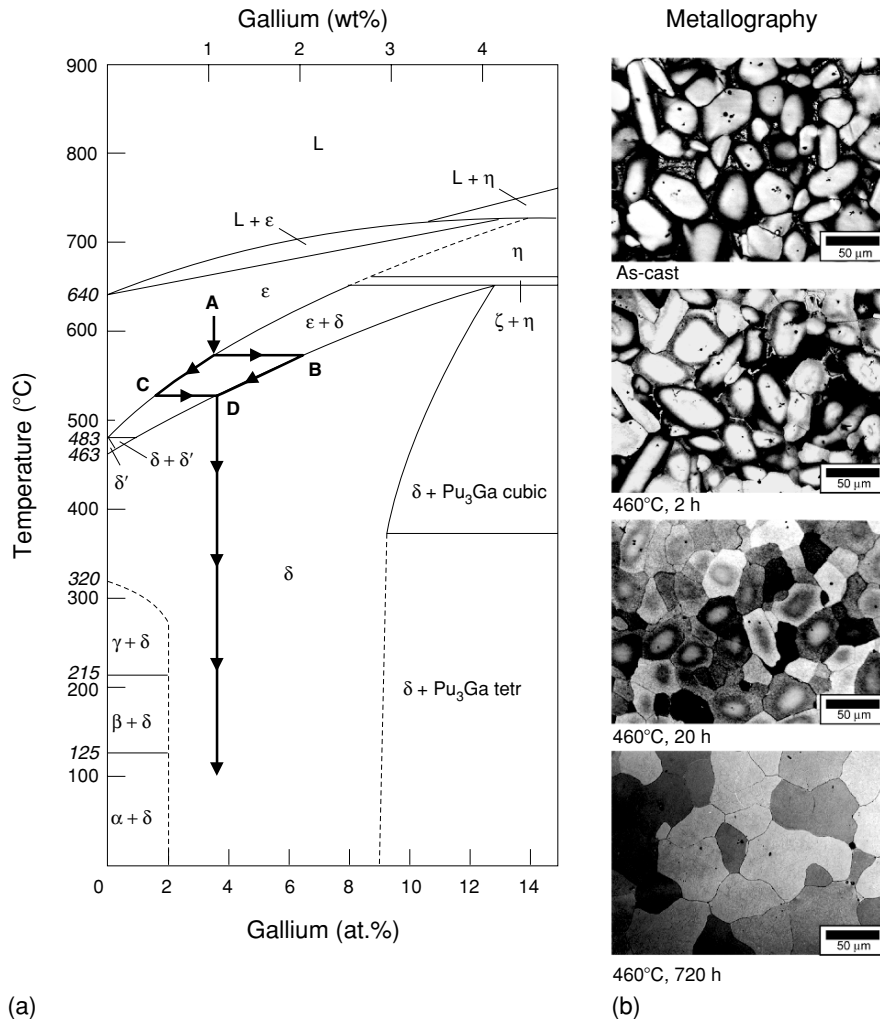 Gallium (wt%)
1 2 3 4
Metallography
900
800
700
640
600
500
483
463
400
320
300
215
200
125
100
Temperature (°C)
L
L + η
L + ε
η
ε
A
ε + δ
ζ + η
B
C
D
δ + δ′
δ′
δ + Pu₃Ga cubic
δ
γ + δ
δ + Pu₃Ga tetr
β + δ
α + δ
0 2 4 6 8 10 12 14
Gallium (at.%)
(a)
50 μm
As-cast
50 μm
460°C, 2 h
50 μm
460°C, 20 h
50 μm
460°C, 720 h
(b)